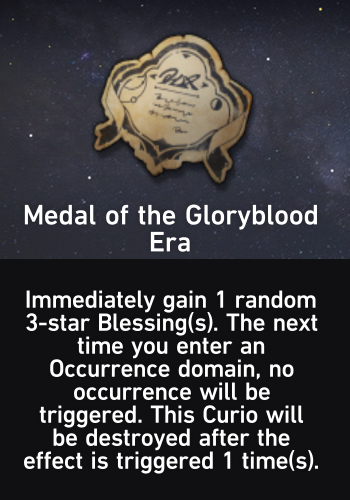 Medal of the Gloryblood
Era
Immediately gain 1 random
3-star Blessing(s). The next
time you enter an
Occurrence domain, no
occurrence will be
triggered. This Curio will
be destroyed after the
effect is triggered 1 time(s).